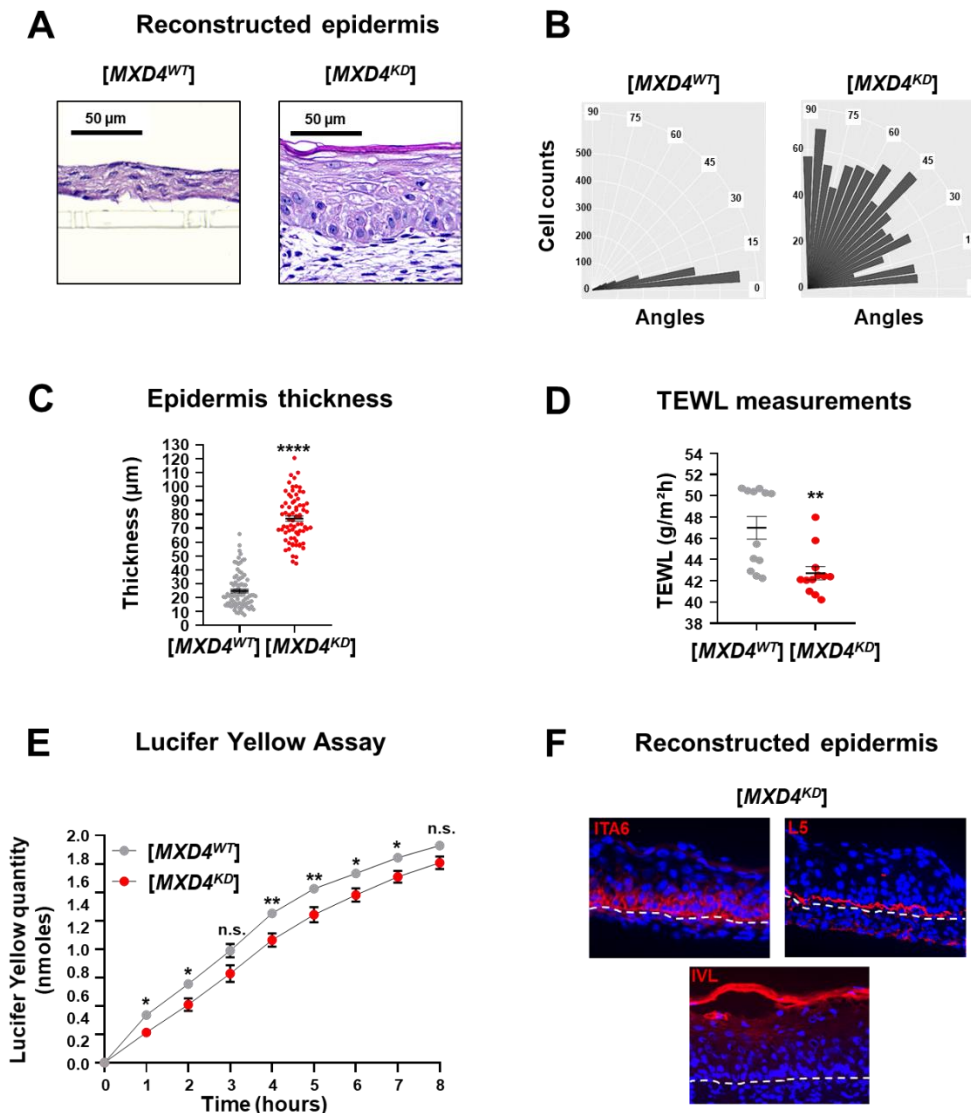 A Reconstructed epidermis
[MXD4WT] [MXD4KD]
50 µm 50 µm
B
[MXD4WT] [MXD4KD]
90 75 60 45 30 15 0
500 400 300 200 100 0
Cell counts
Angles
90 75 60 45 30 1 0
60 40 20 0
Angles
C Epidermis thickness
Thickness (µm)
130
120
110
100
90
80
70
60
50
40
30
20
10
0
****
[MXD4WT] [MXD4KD]
D TEWL measurements
TEWL (g/m²h)
54
52
50
48
46
44
42
40
38
**
[MXD4WT] [MXD4KD]
E Lucifer Yellow Assay
Lucifer Yellow quantity
(nmoles)
2.0
1.8
1.6
1.4
1.2
1.0
0.8
0.6
0.4
0.2
0
[MXD4WT]
[MXD4KD]
* * n.s. ** ** * * n.s.
0 1 2 3 4 5 6 7 8
Time (hours)
F Reconstructed epidermis
[MXD4KD]
ITA6 L5
IVL